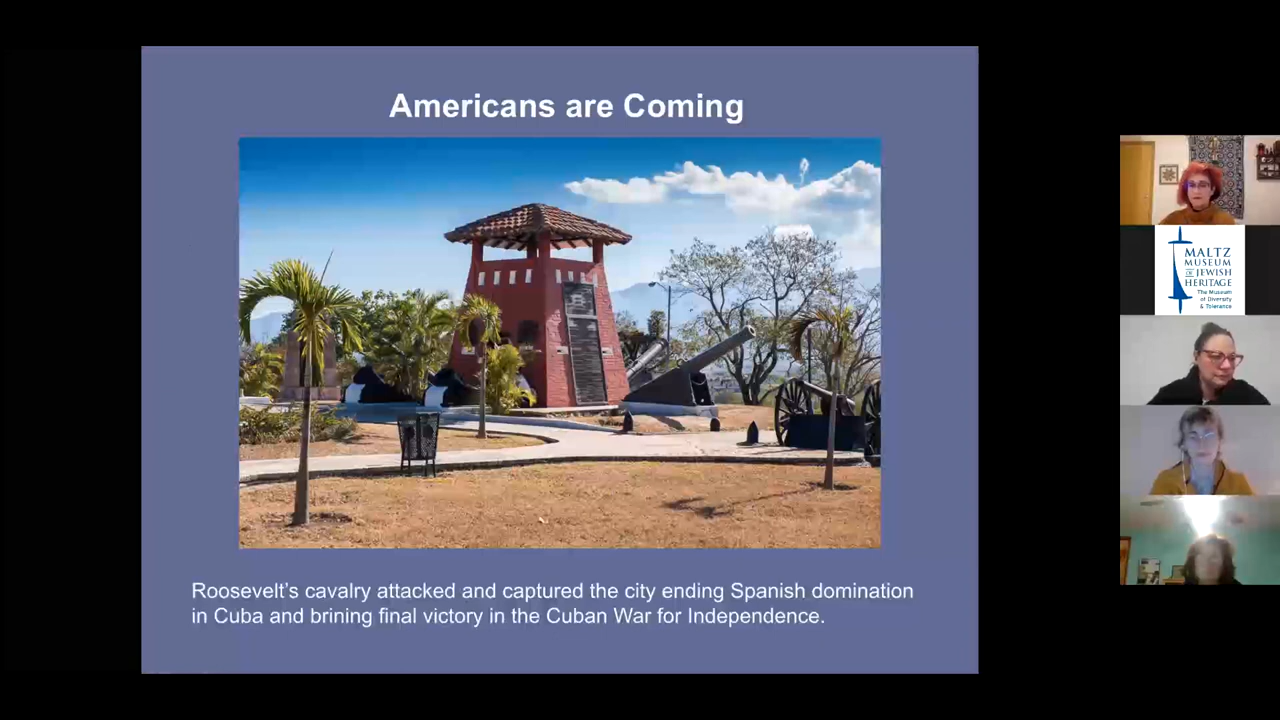 Americans are Coming
Roosevelt's cavalry attacked and captured the city ending Spanish domination
in Cuba and brining final victory in the Cuban War for Independence.
MALTZ
MUSEUM
OF JEWISH
HERITAGE
The Museum
of Diversity
& Tolerance